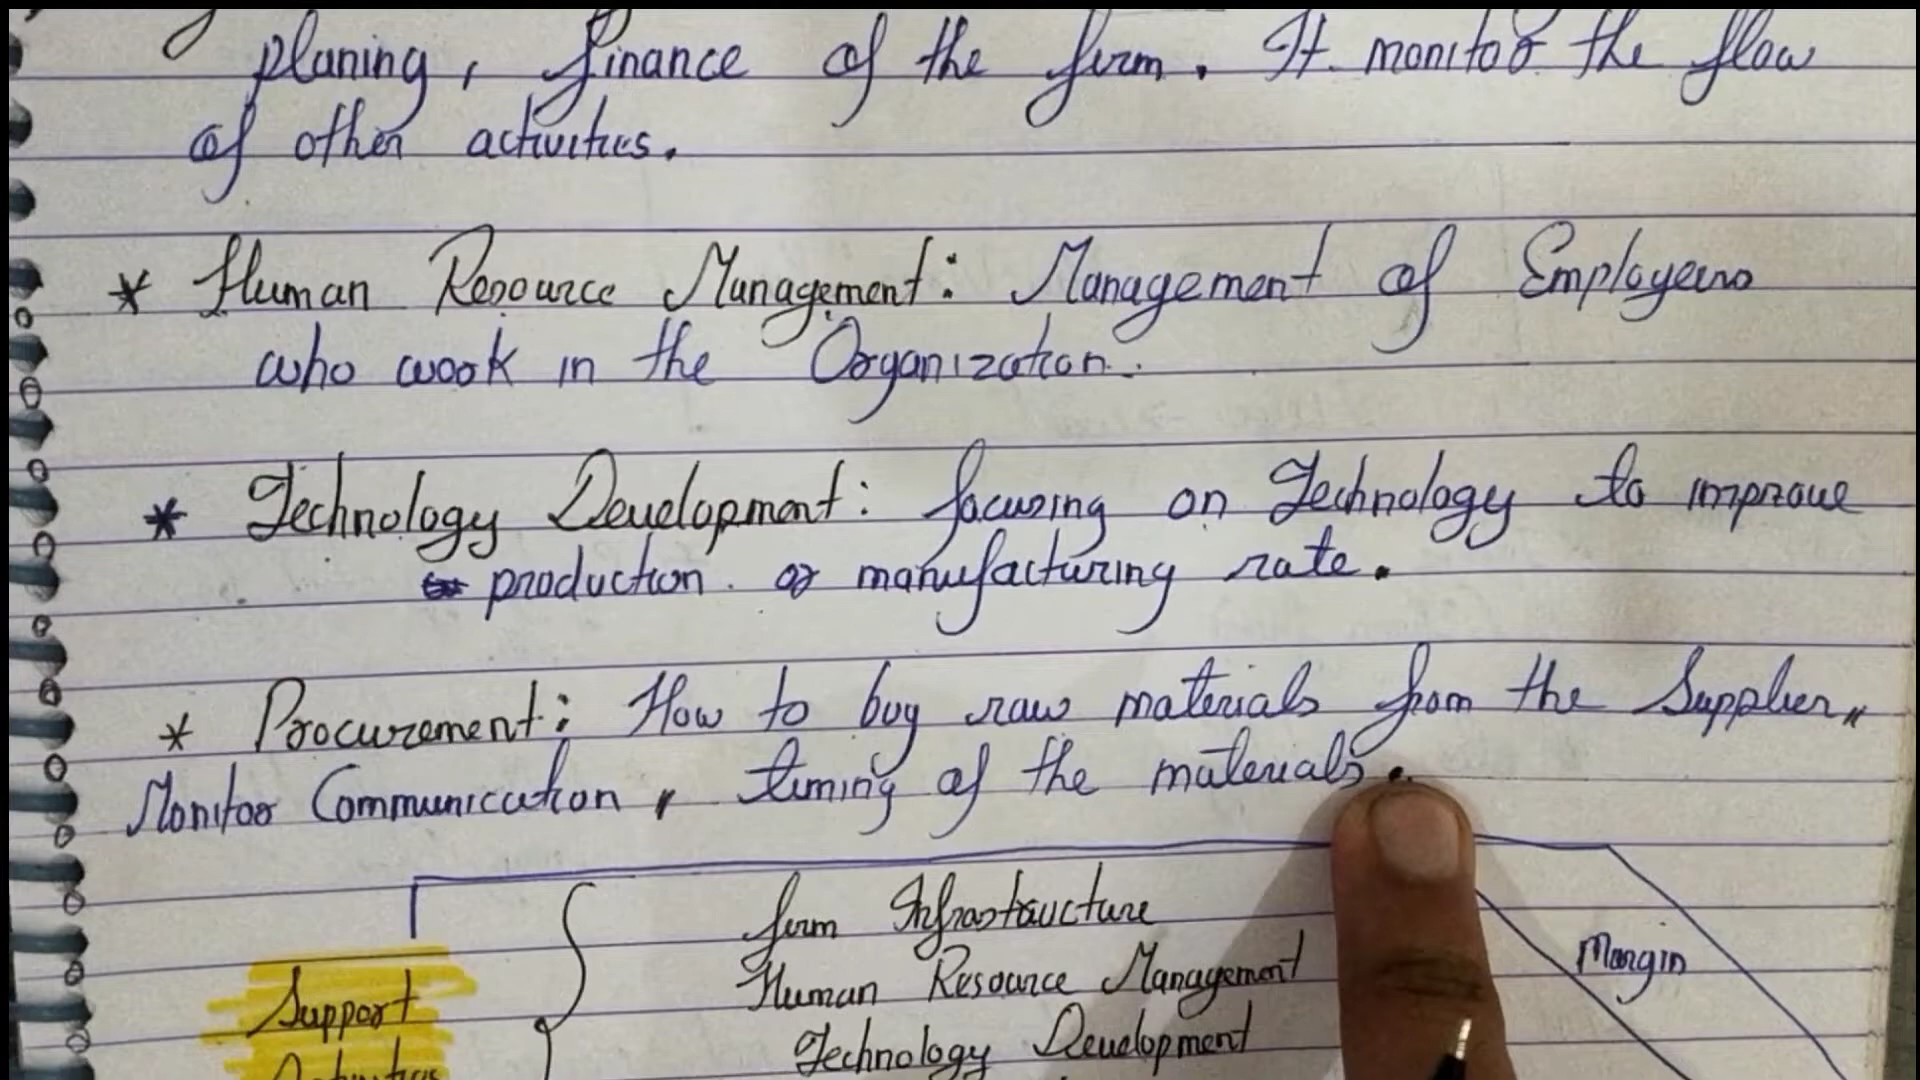 planing, finance of the firm. It monitor the flow
of other activities.
* Human Resource Management: Management of Employees
who work in the Organization.
* Technology Development: focusing on Technology to improve
production or manufacturing rate.
* Procurement: How to buy raw materials from the Supplier,,
Monitor Communication, timing of the materials.
firm Infrastructure
Human Resource Management
Technology Development
Support
Activities
Margin